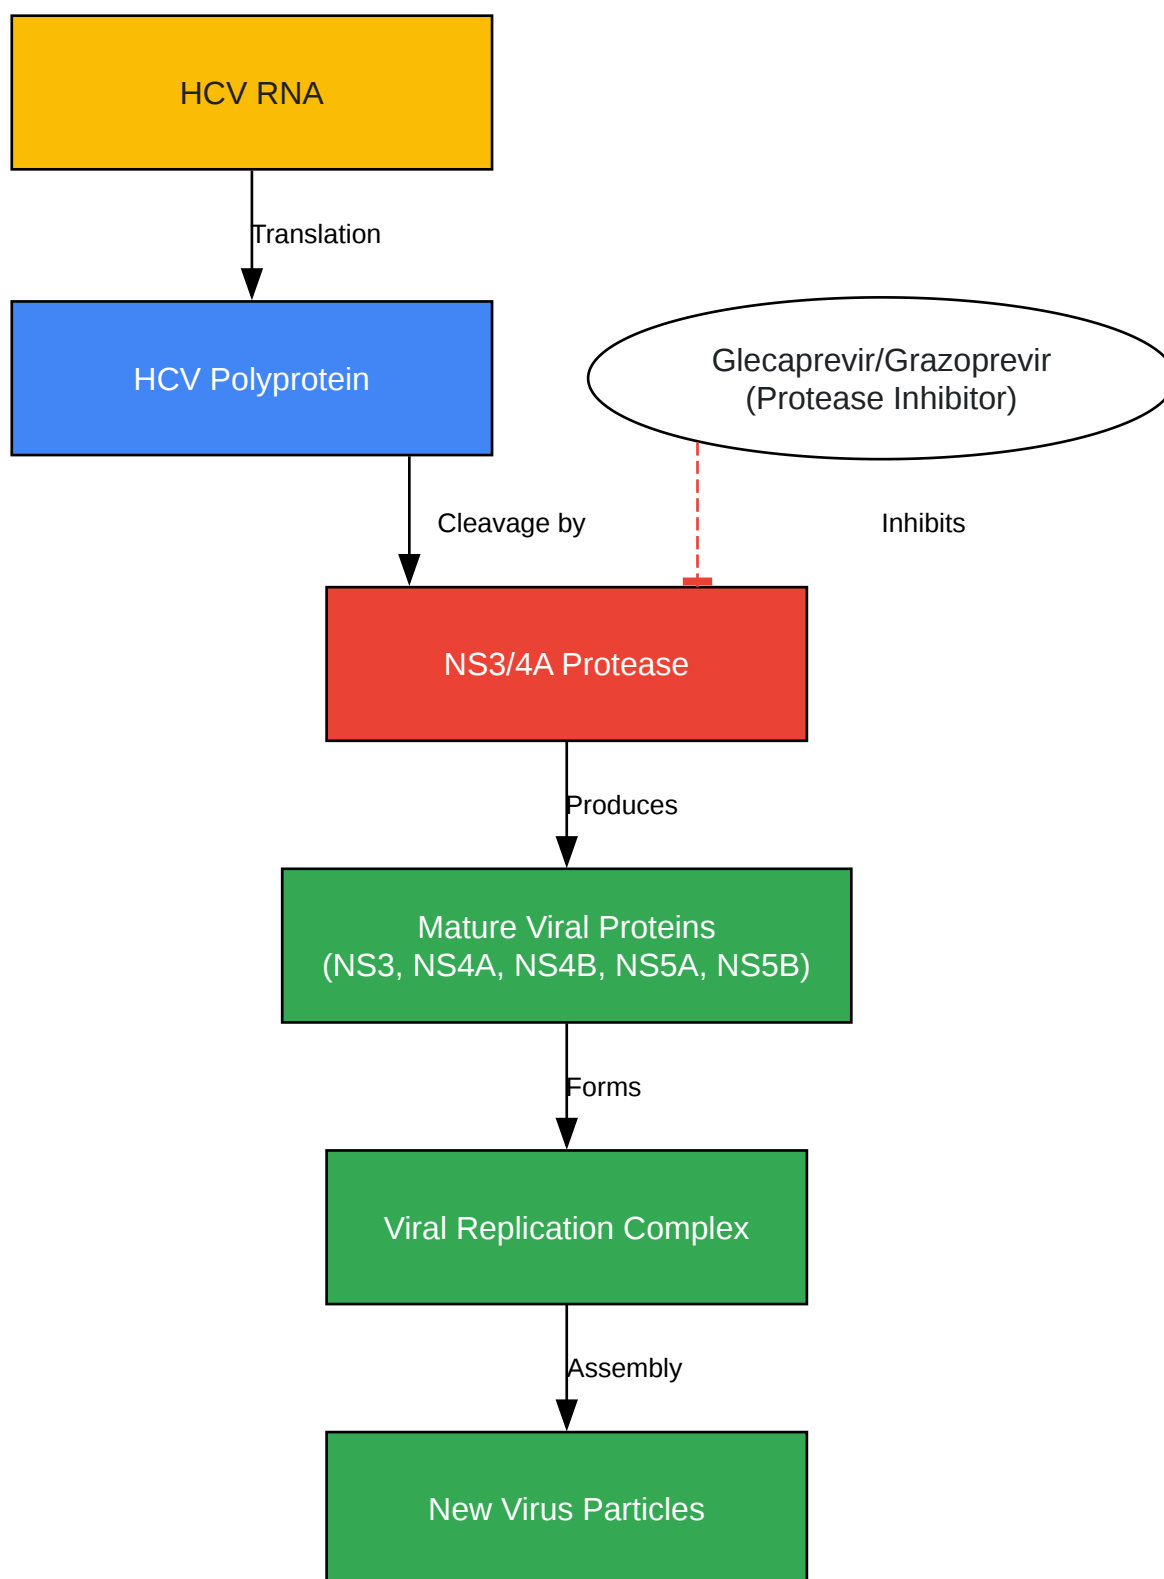 HCV RNA
Translation
HCV Polyprotein
Glecaprevir/Grazoprevir
(Protease Inhibitor)
Cleavage by
Inhibits
NS3/4A Protease
Produces
Mature Viral Proteins
(NS3, NS4A, NS4B, NS5A, NS5B)
Forms
Viral Replication Complex
Assembly
New Virus Particles